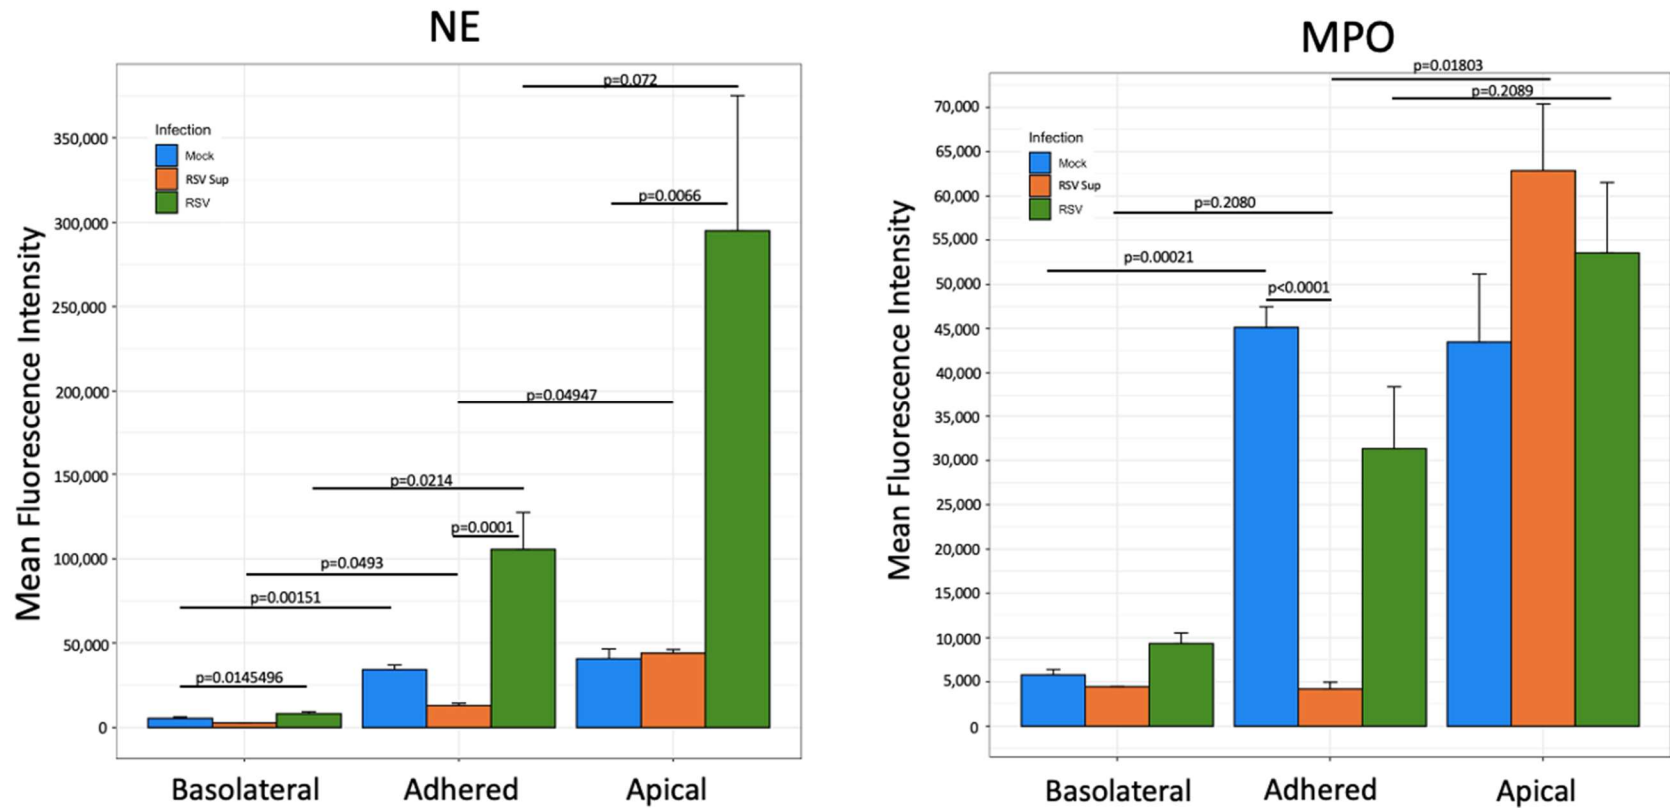 NE
Mean Fluorescence Intensity
350,000
300,000
250,000
200,000
150,000
100,000
50,000
0
Infection
Mock
RSV Sup
RSV
p=0.072
p=0.0066
p=0.04947
p=0.0214
p=0.0001
p=0.0493
p=0.00151
p=0.0145496
Basolateral
Adhered
Apical
MPO
Mean Fluorescence Intensity
70,000
65,000
60,000
55,000
50,000
45,000
40,000
35,000
30,000
25,000
20,000
15,000
10,000
5,000
0
Infection
Mock
RSV Sup
RSV
p=0.01803
p=0.2089
p=0.2080
p=0.00021
p<0.0001
Basolateral
Adhered
Apical